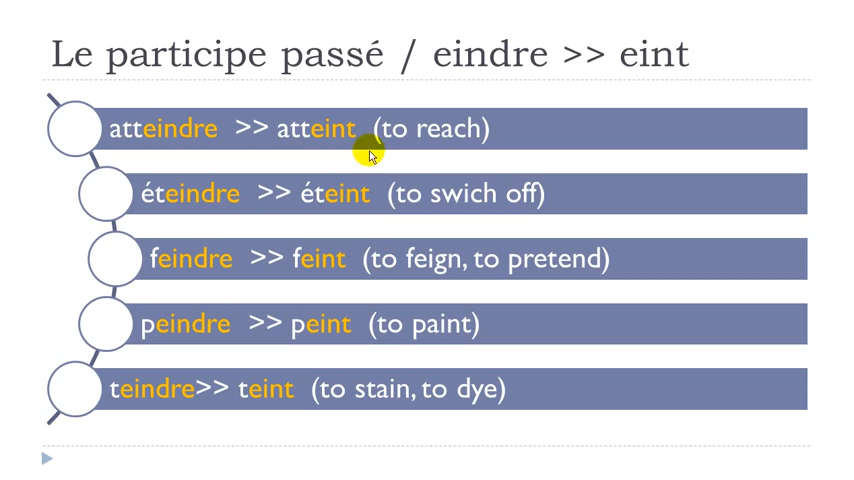 Le participe passé / eindre >> eint
atteindre >> atteint (to reach)
éteindre >> éteint (to swich off)
feindre >> feint (to feign, to pretend)
peindre >> peint (to paint)
teindre>> teint (to stain, to dye)